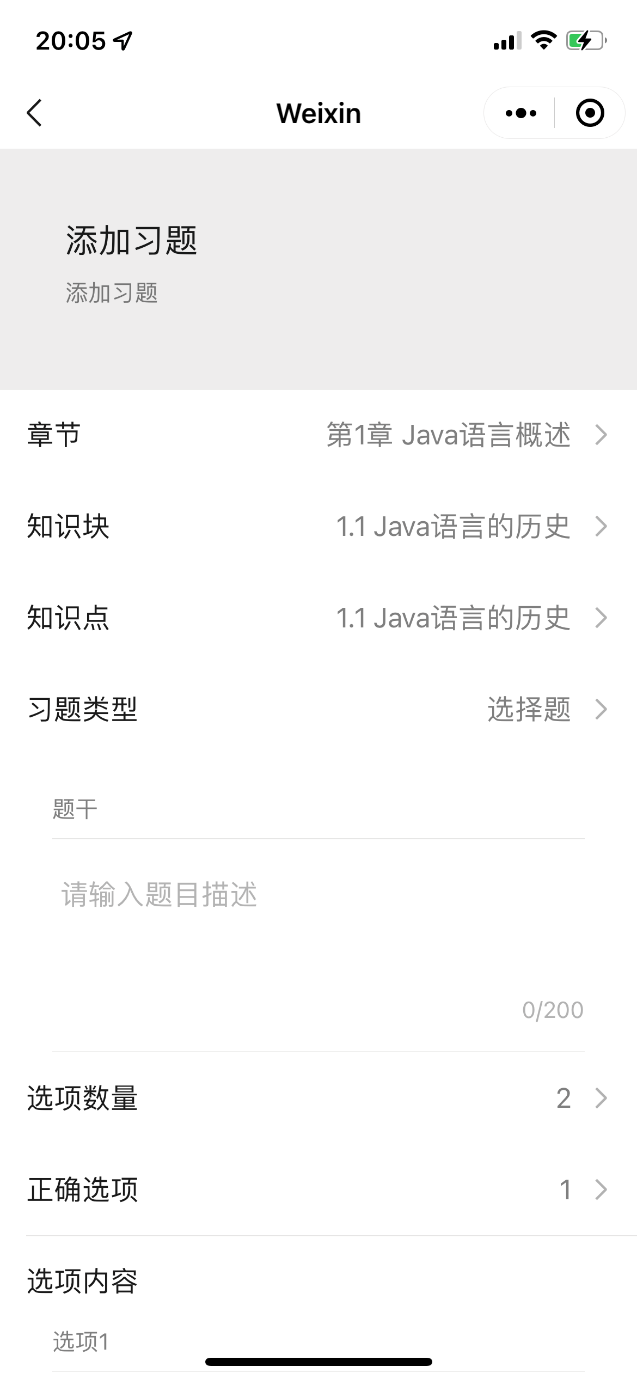 20:05
Weixin
添加习题
添加习题
章节 第1章 Java语言概述
知识块 1.1 Java语言的历史
知识点 1.1 Java语言的历史
习题类型 选择题
题干
请输入题目描述
0/200
选项数量 2
正确选项 1
选项内容
选项1